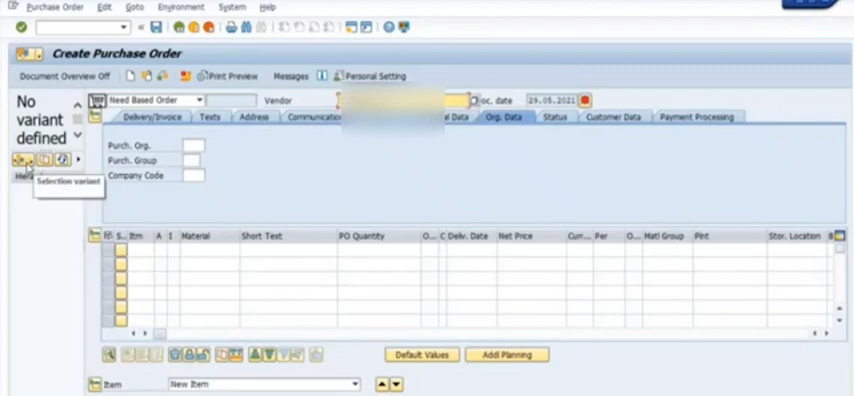 Purchase Order Edit Goto Environment System Help
Create Purchase Order
Document Overview Off Print Preview Messages Personal Setting
No
variant
defined
Need Based Order Vendor oc. date 29.05.2021
Delivery/Invoice Texts Address Communication al Data Org. Data Status Customer Data Payment Processing
Purch. Org.
Purch. Group
Company Code
Selection variant
S... Itm A I Material Short Text PO Quantity O... C Deliv. Date Net Price Curr... Per O... Matl Group Plnt Stor. Location B
Default Values Addl Planning
Item New Item